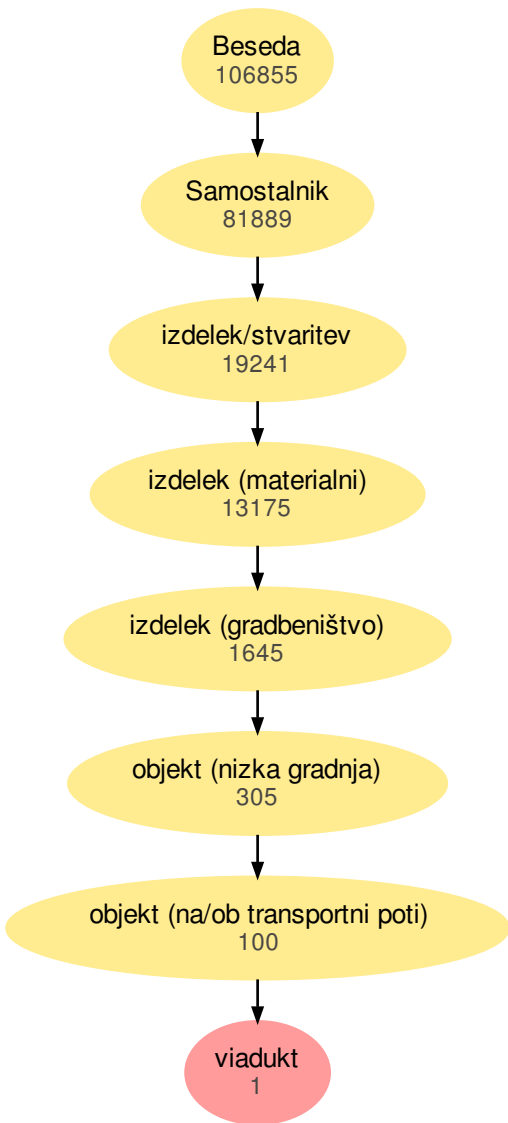 Beseda
106855
Samostalnik
81889
izdelek/stvaritev
19241
izdelek (materialni)
13175
izdelek (gradbeništvo)
1645
objekt (nizka gradnja)
305
objekt (na/ob transportni poti)
100
viadukt
1